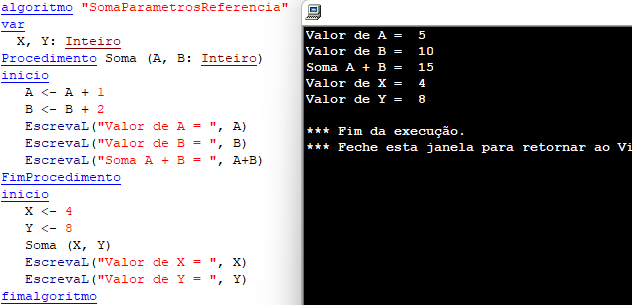 algoritmo "SomaParametrosReferencia"
var
X, Y: Inteiro
Procedimento Soma (A, B: Inteiro)
inicio
A <- A + 1
B <- B + 2
EscrevaL("Valor de A = ", A)
EscrevaL("Valor de B = ", B)
EscrevaL("Soma A + B = ", A+B)
FimProcedimento
inicio
X <- 4
Y <- 8
Soma (X, Y)
EscrevaL("Valor de X = ", X)
EscrevaL("Valor de Y = ", Y)
fimalgoritmo
Valor de A =  5
Valor de B =  10
Soma A + B =  15
Valor de X =  4
Valor de Y =  8
*** Fim da execução.
*** Feche esta janela para retornar ao Vi